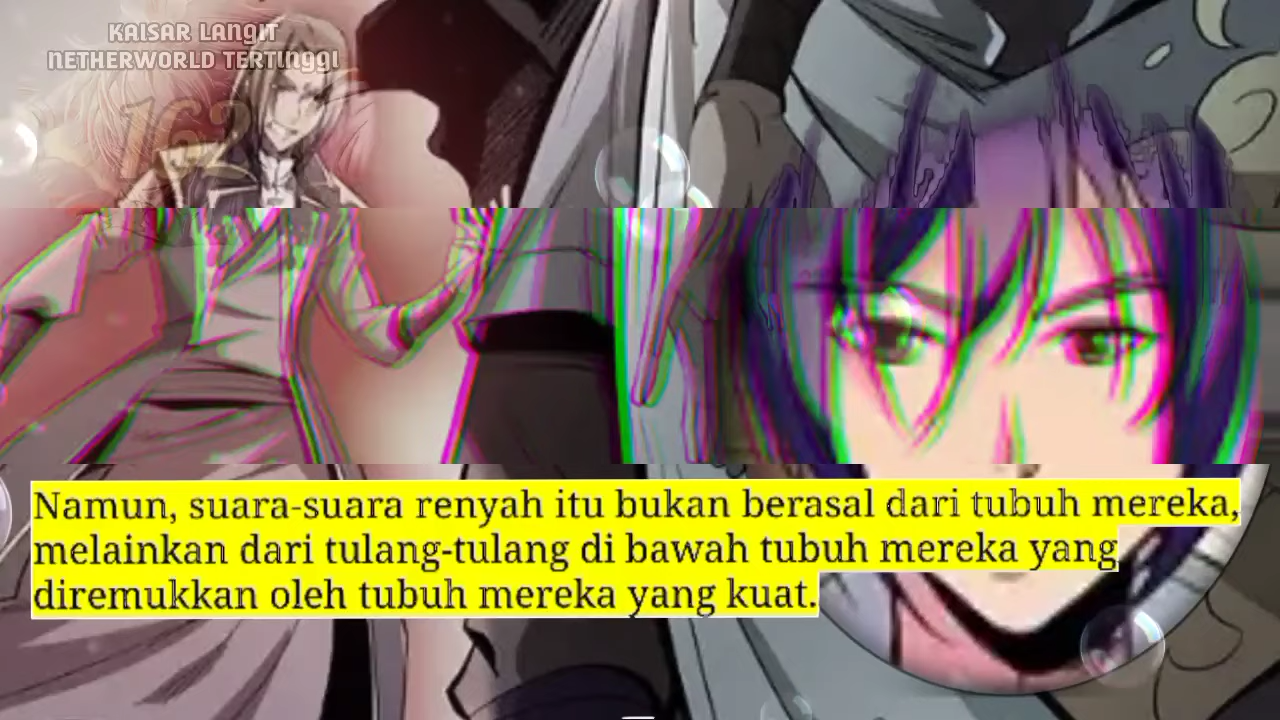 KAISAR LANGIT
NETHERWORLD TERTINGGI
163
Namun, suara-suara renyah itu bukan berasal dari tubuh mereka,
melainkan dari tulang-tulang di bawah tubuh mereka yang
diremukkan oleh tubuh mereka yang kuat.